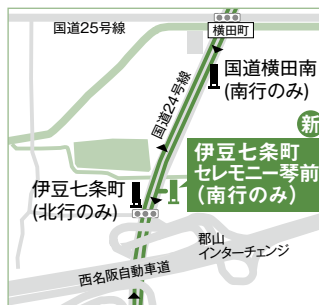 国道25号線
横田町
国道横田南
(南行のみ)
国道24号線
新
伊豆七条町
セレモニー琴前
(南行のみ)
伊豆七条町
(北行のみ)
郡山
インターチェンジ
西名阪自動車道